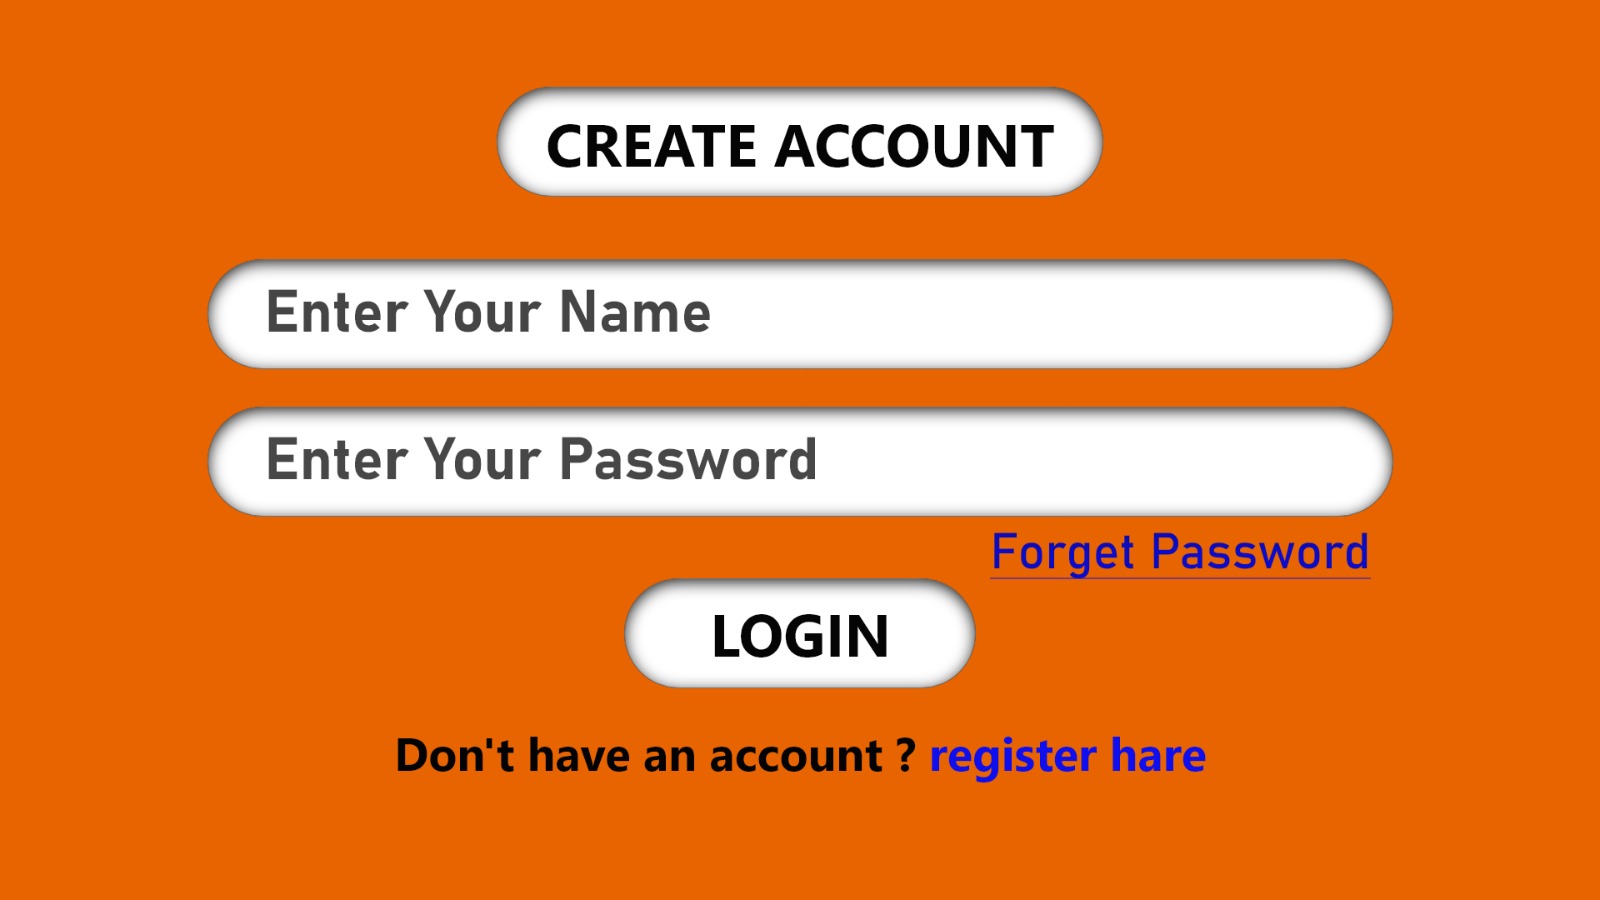 CREATE ACCOUNT
Enter Your Name
Enter Your Password
Forget Password
LOGIN
Don't have an account ? register hare